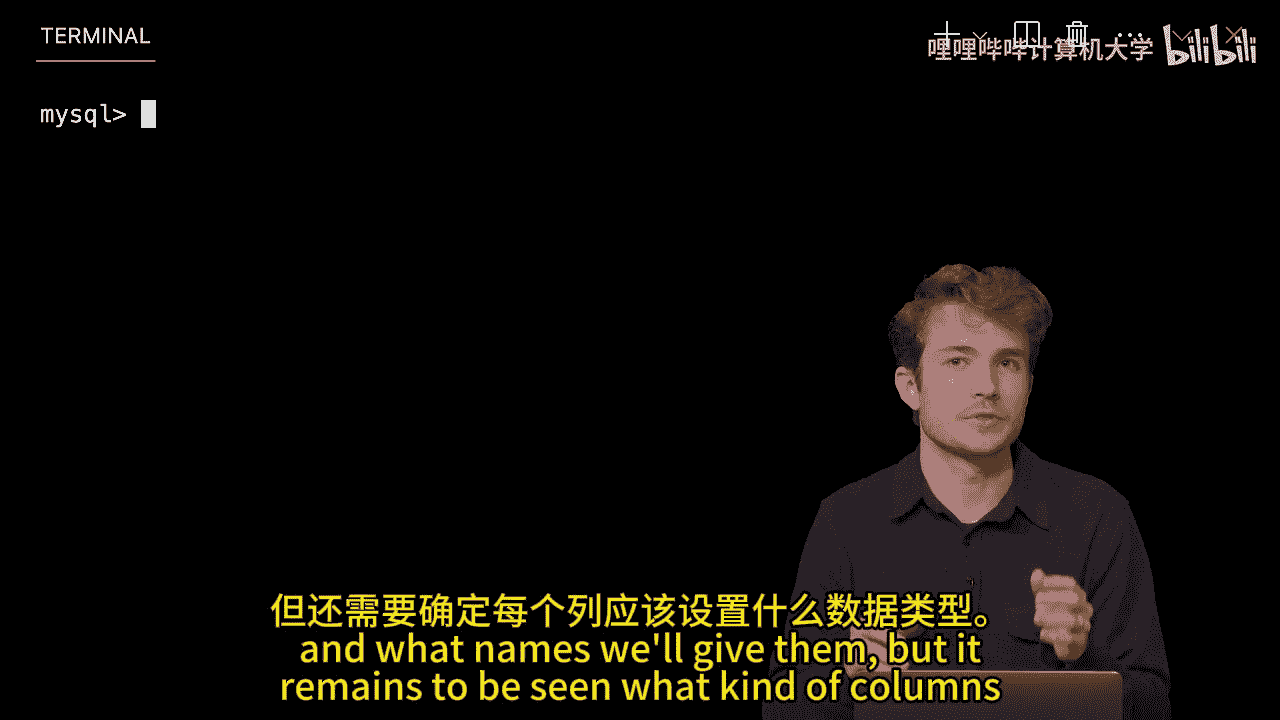 TERMINAL
哩哩哔哔计算机大学 bilibili
mysql>
但还需要确定每个列应该设置什么数据类型。
and what names we'll give them, but it
remains to be seen what kind of columns